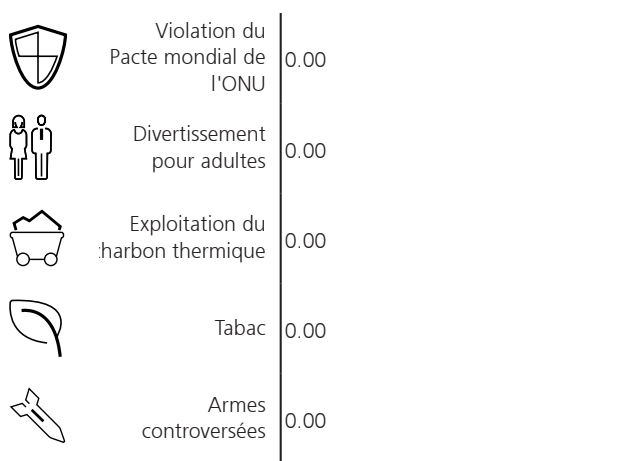 Violation du
Pacte mondial de
l'ONU
0.00
Divertissement
pour adultes
0.00
Exploitation du
charbon thermique
0.00
Tabac
0.00
Armes
controversées
0.00